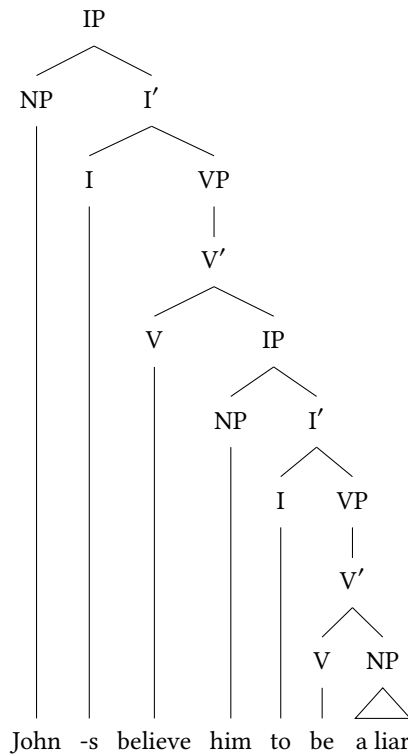 IP
NP I′
I VP
V′
V IP
NP I′
I VP
V′
V NP
John -s believe him to be a liar